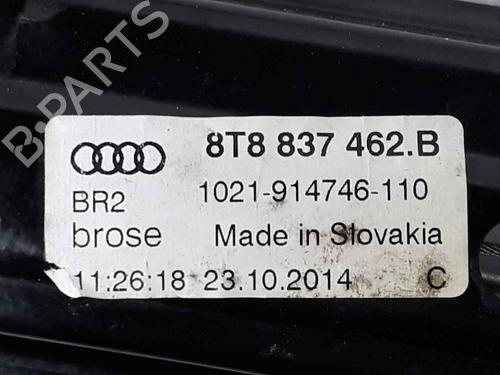 8T8 837 462.B
BR2 1021-914746-110
brose Made in Slovakia
11:26:18 23.10.2014 C
B-PARTS